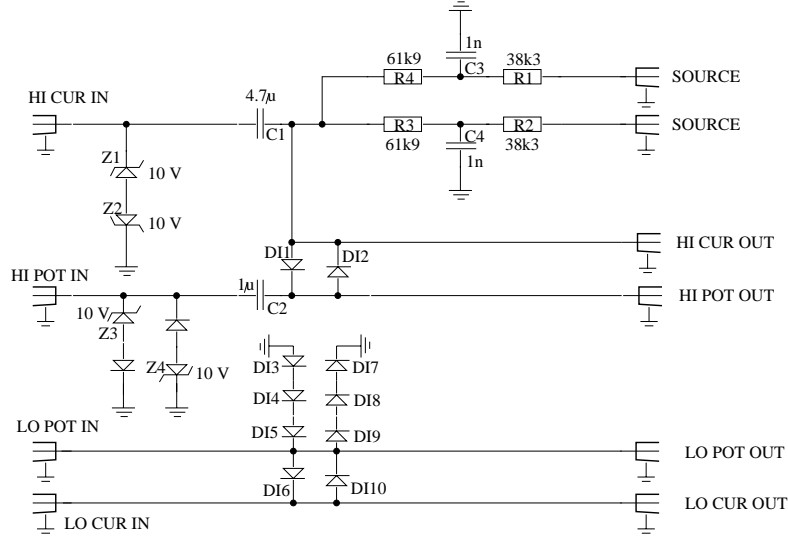 1n
61k9
38k3
C3
R4
R1
SOURCE
4.7μ
HI CUR IN
C1
R3
C4
R2
SOURCE
61k9
1n
38k3
Z1
10 V
Z2
10 V
DI1
DI2
HI CUR OUT
HI POT IN
1μ
HI POT OUT
C2
10 V
Z3
Z4
10 V
DI3
DI7
DI4
DI8
LO POT IN
DI5
DI9
LO POT OUT
DI6
DI10
LO CUR OUT
LO CUR IN